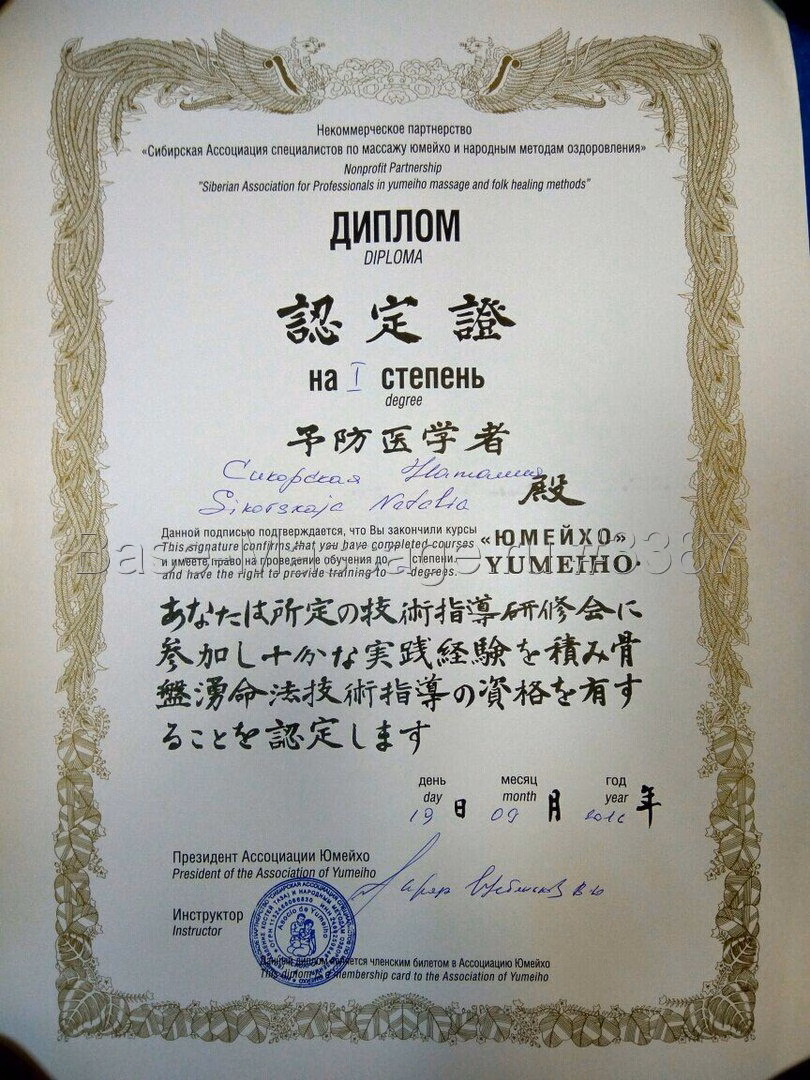 Некоммерческое партнерство
«Сибирская Ассоциация специалистов по массажу юмейхо и народным методам оздоровления»
Nonprofit Partnership
"Siberian Association for Professionals in yumeiho massage and folk healing methods"
ДИПЛОМ
DIPLOMA
認定證
на I степень
degree
予防医学者
Сикорская Наталия
Sikorskaja Natalia 殿
Данной подписью подтверждается, что Вы закончили курсы
This signature confirms that you have completed courses
и имеете право на проведение обучения до — степени.
and have the right to provide training to — degrees.
«ЮМЕЙХО»
YUMEIHO
あなたは所定の技術指導研修会に
参加し十分な実践経験を積み骨
盤湧命法技術指導の資格を有す
ることを認定します
день месяц год
day month year
19 日 09 月 年
Президент Ассоциации Юмейхо
President of the Association of Yumeiho
Инструктор
Instructor
Asocio de Yumeiho
Данный диплом является членским билетом в Ассоциацию Юмейхо
This diplom is a membership card to the Association of Yumeiho